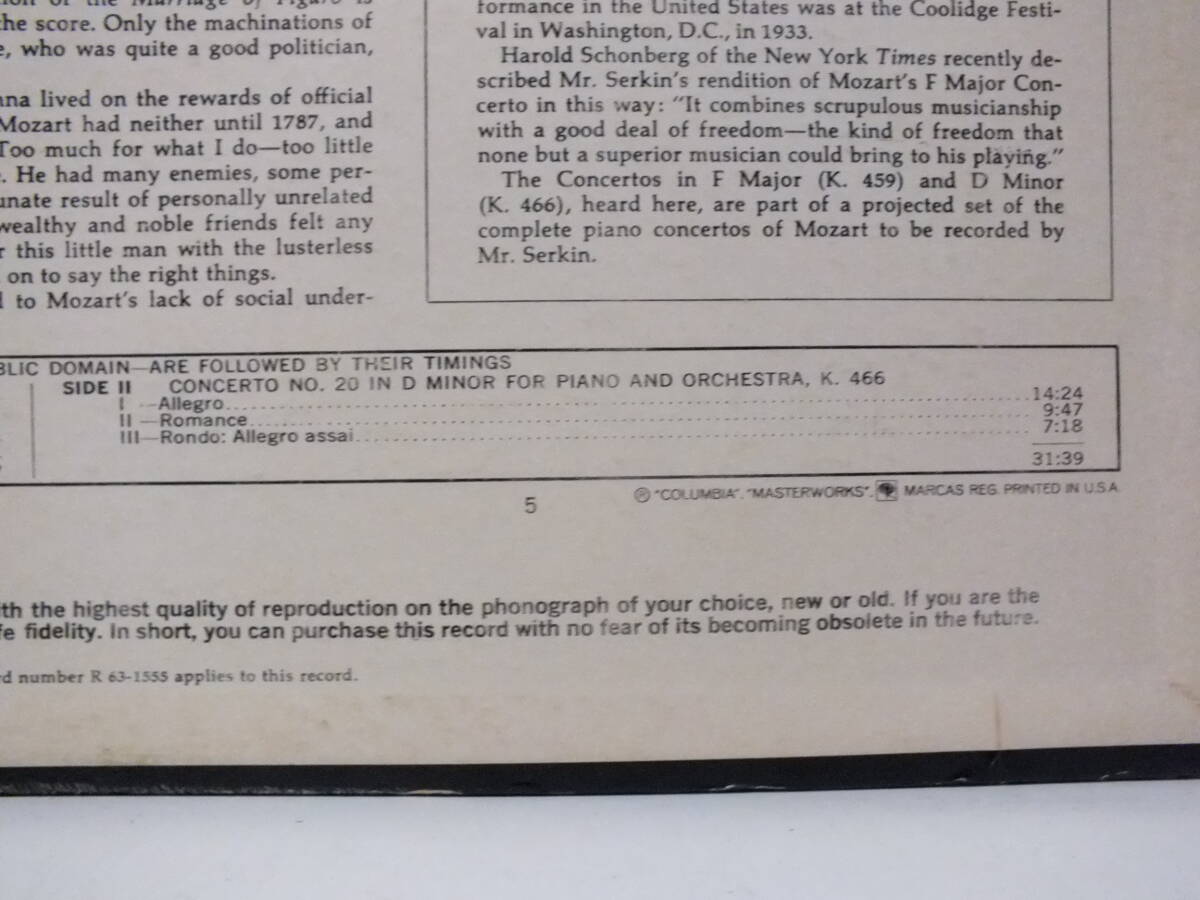 the score. Only the machinations of
who was quite a good politician,
lived on the rewards of official
Mozart had neither until 1787, and
Too much for what I do—too little
He had many enemies, some per-
result of personally unrelated
wealthy and noble friends felt any
this little man with the lusterless
on to say the right things.
to Mozart's lack of social under-
formance in the United States was at the Coolidge Festi-
val in Washington, D.C., in 1933.
Harold Schonberg of the New York Times recently de-
scribed Mr. Serkin's rendition of Mozart's F Major Con-
certo in this way: "It combines scrupulous musicianship
with a good deal of freedom—the kind of freedom that
none but a superior musician could bring to his playing."
The Concertos in F Major (K. 459) and D Minor
(K. 466), heard here, are part of a projected set of the
complete piano concertos of Mozart to be recorded by
Mr. Serkin.
DOMAIN—ARE FOLLOWED BY THEIR TIMINGS
SIDE II CONCERTO NO. 20 IN D MINOR FOR PIANO AND ORCHESTRA, K. 466
I —Allegro 14:24
II —Romance 9:47
III—Rondo: Allegro assai 7:18
31:39
5
Ⓟ "COLUMBIA", "MASTERWORKS", MARCAS REG. PRINTED IN U.S.A.
the highest quality of reproduction on the phonograph of your choice, new or old. If you are the
fidelity. In short, you can purchase this record with no fear of its becoming obsolete in the future.
number R 63-1555 applies to this record.